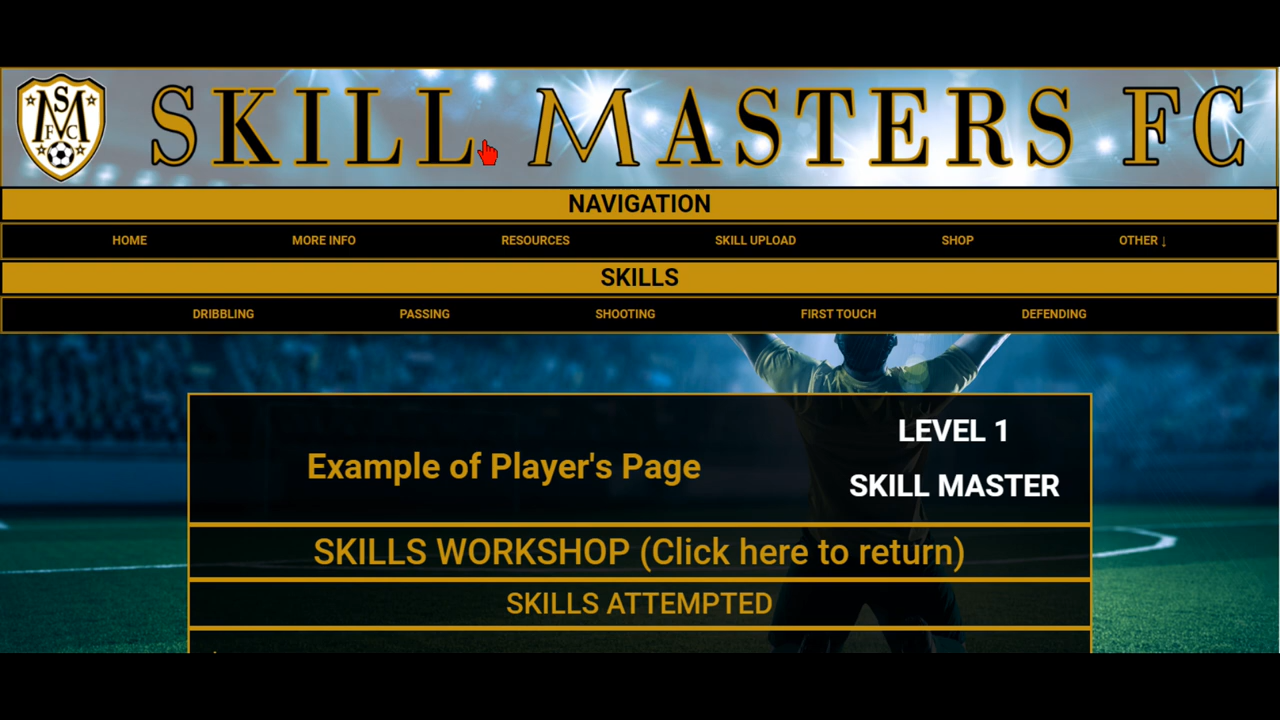 SMFC
SKILL MASTERS FC
NAVIGATION
HOME MORE INFO RESOURCES SKILL UPLOAD SHOP OTHER ↓
SKILLS
DRIBBLING PASSING SHOOTING FIRST TOUCH DEFENDING
LEVEL 1
Example of Player's Page
SKILL MASTER
SKILLS WORKSHOP (Click here to return)
SKILLS ATTEMPTED